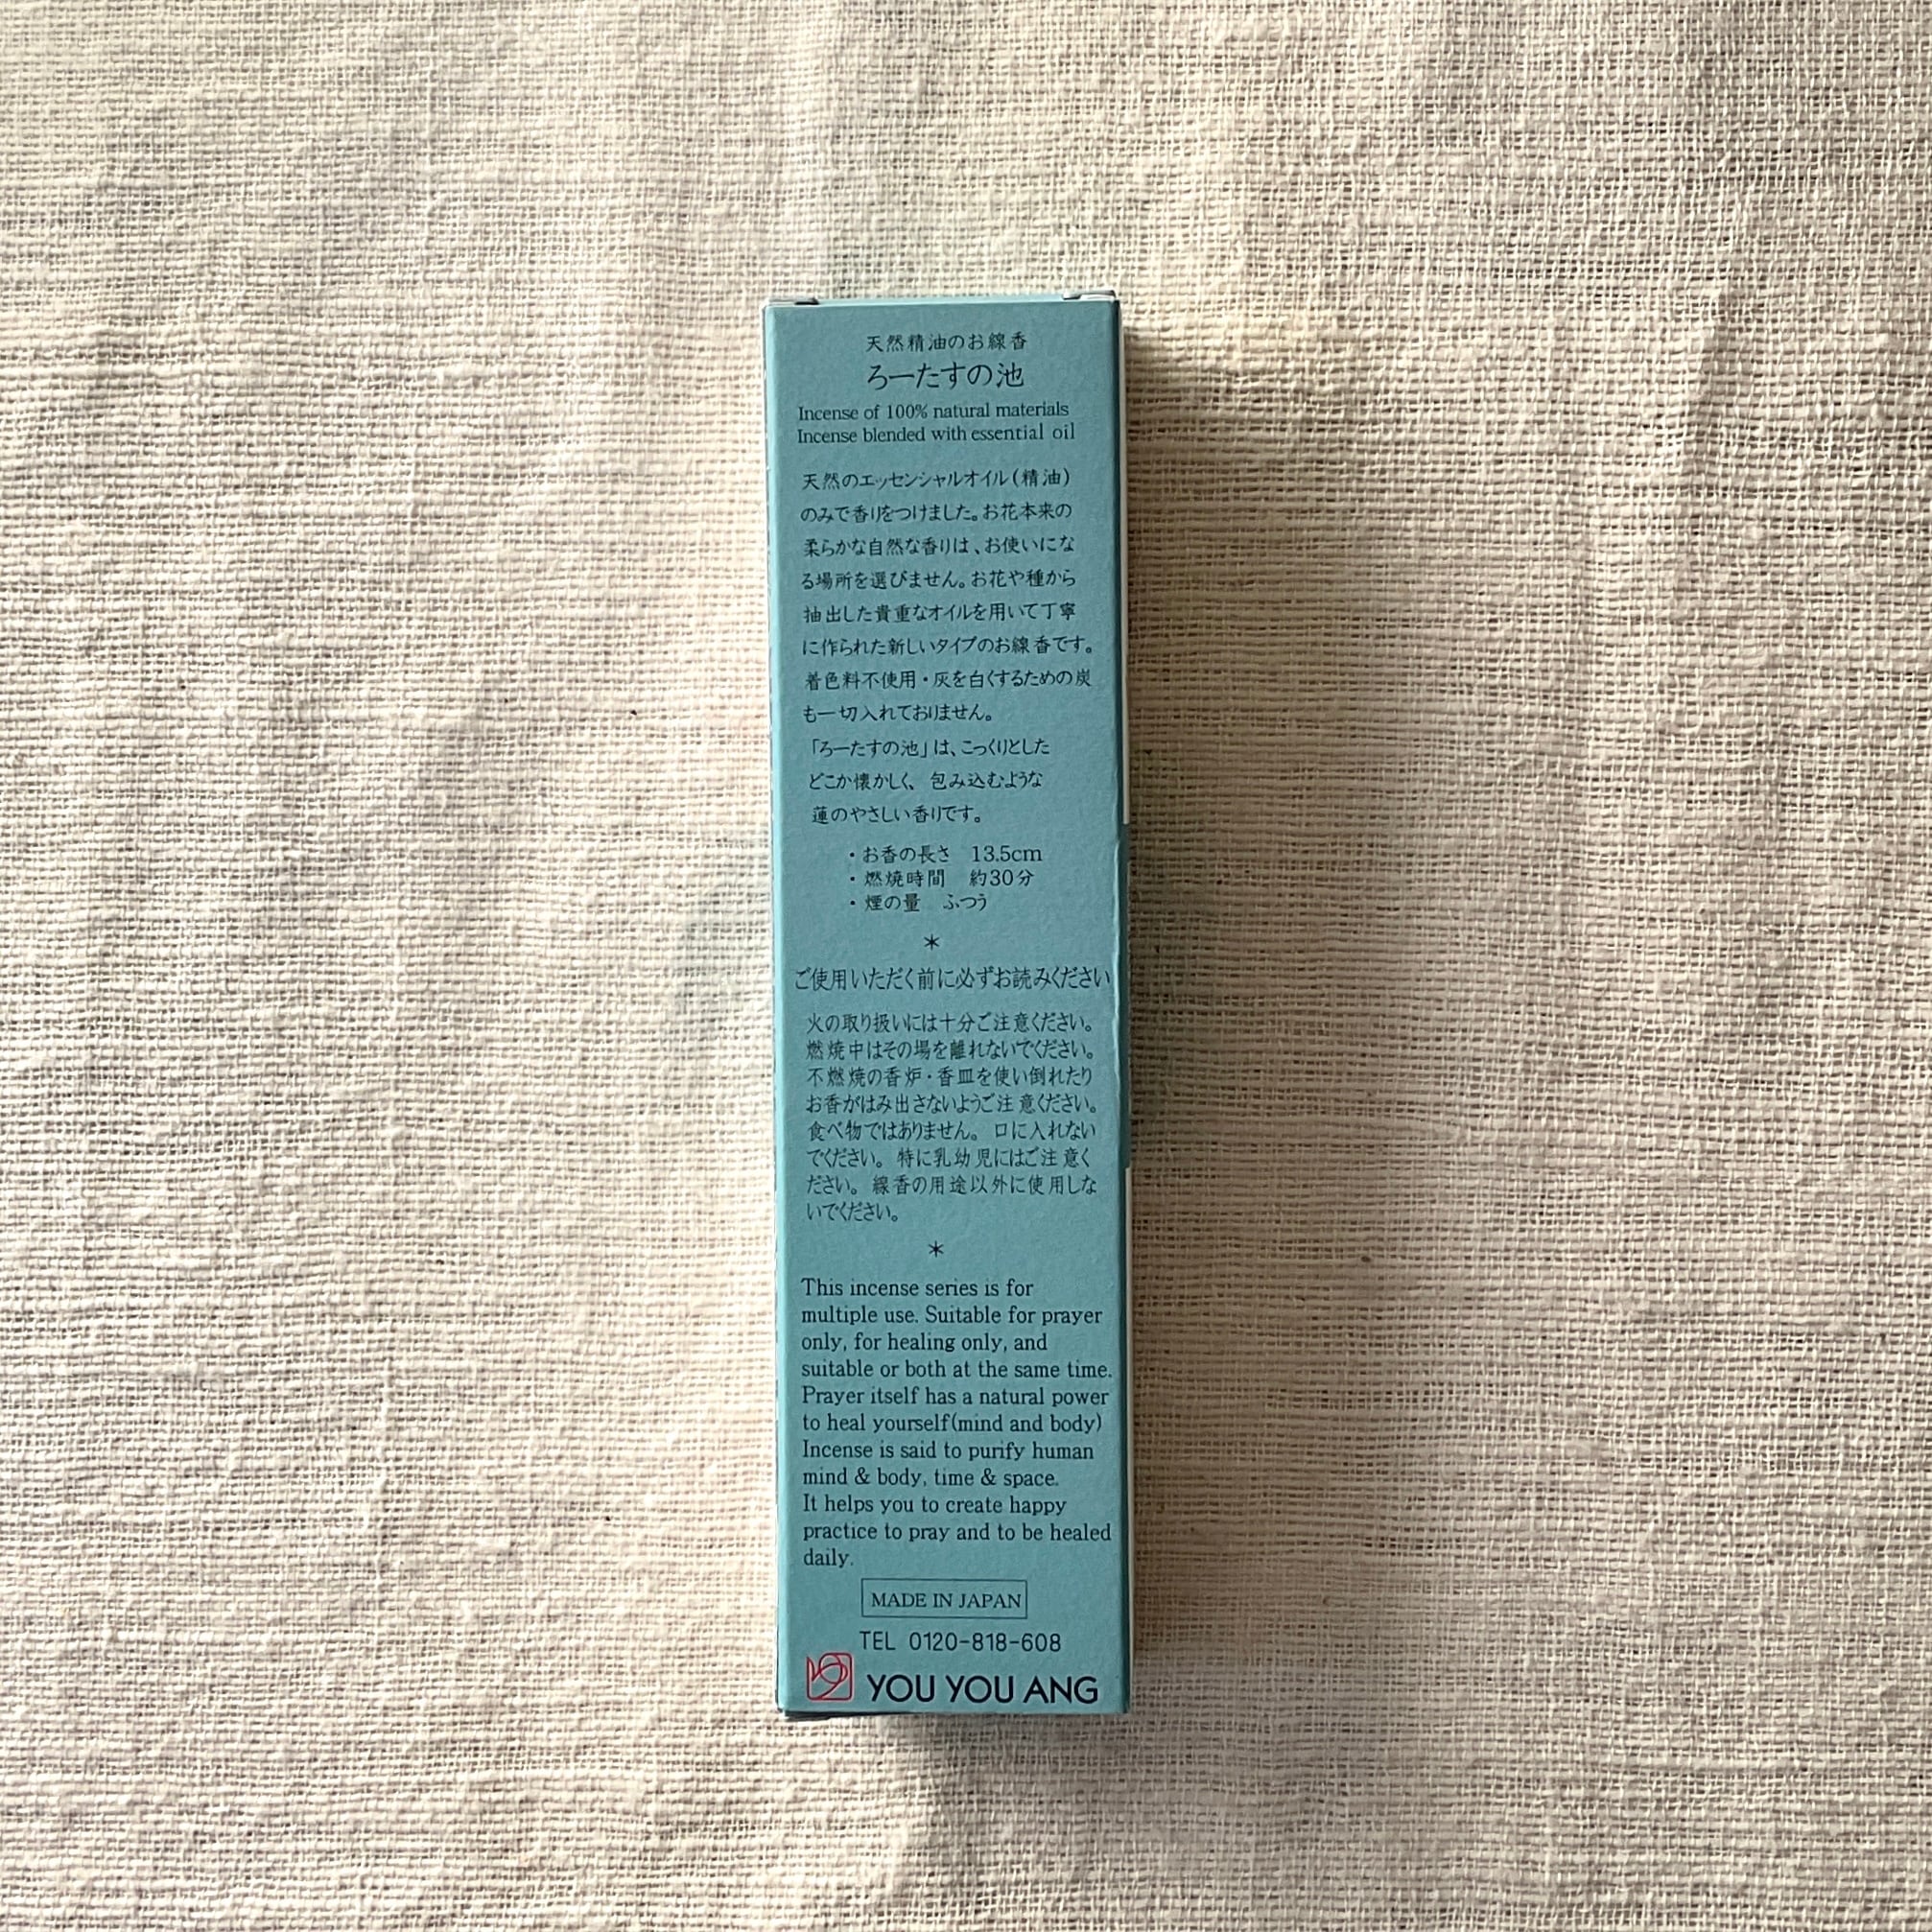 天然精油のお線香
ろーたすの池
Incense of 100% natural materials
Incense blended with essential oil
天然のエッセンシャルオイル(精油)
のみで香りをつけました。お花本来の
柔らかな自然な香りは、お使いにな
る場所を選びません。お花や種から
抽出した貴重なオイルを用いて丁寧
に作られた新しいタイプのお線香です。
着色料不使用・灰を白くするための炭
も一切入れておりません。
「ろーたすの池」は、こっくりとした
どこか懐かしく、包み込むような
蓮のやさしい香りです。
・お香の長さ 13.5cm
・燃焼時間 約30分
・煙の量 ふつう
*
ご使用いただく前に必ずお読みください
火の取り扱いには十分ご注意ください。
燃焼中はその場を離れないでください。
不燃焼の香炉・香皿を使い倒れたり
お香がはみ出さないようご注意ください。
食べ物ではありません。口に入れない
でください。特に乳幼児にはご注意く
ださい。線香の用途以外に使用しな
いでください。
*
This incense series is for
multiple use. Suitable for prayer
only, for healing only, and
suitable or both at the same time.
Prayer itself has a natural power
to heal yourself(mind and body)
Incense is said to purify human
mind & body, time & space.
It helps you to create happy
practice to pray and to be healed
daily.
MADE IN JAPAN
TEL 0120-818-608
YOU YOU ANG